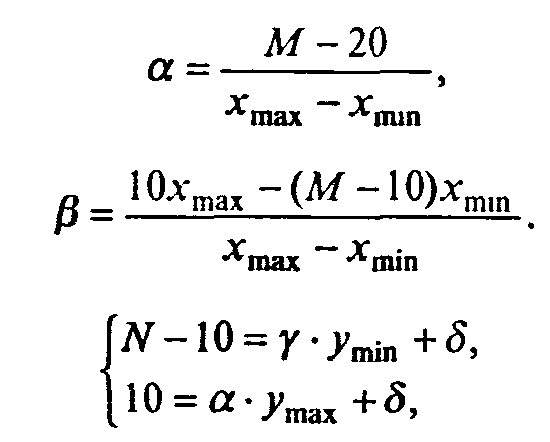 α = (M − 20) / (x_max − x_min),
β = (10x_max − (M − 10)x_min) / (x_max − x_min).
{ N − 10 = γ · y_min + δ,
10 = α · y_max + δ,